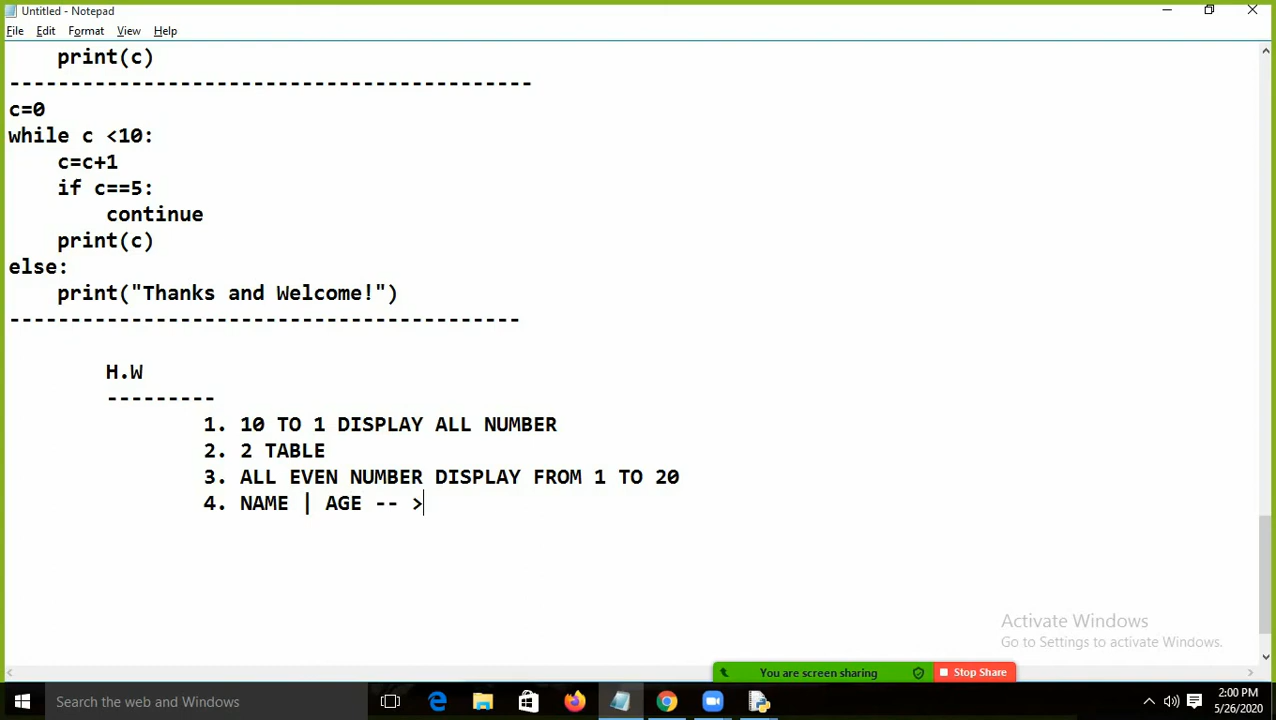 Untitled - Notepad
File Edit Format View Help
print(c)
-------------------------------------------
c=0
while c <10:
    c=c+1
    if c==5:
        continue
    print(c)
else:
    print("Thanks and Welcome!")
------------------------------------------
H.W
---------
1. 10 TO 1 DISPLAY ALL NUMBER
2. 2 TABLE
3. ALL EVEN NUMBER DISPLAY FROM 1 TO 20
4. NAME | AGE -- >
Activate Windows
Go to Settings to activate Windows.
You are screen sharing Stop Share
Search the web and Windows
2:00 PM
5/26/2020